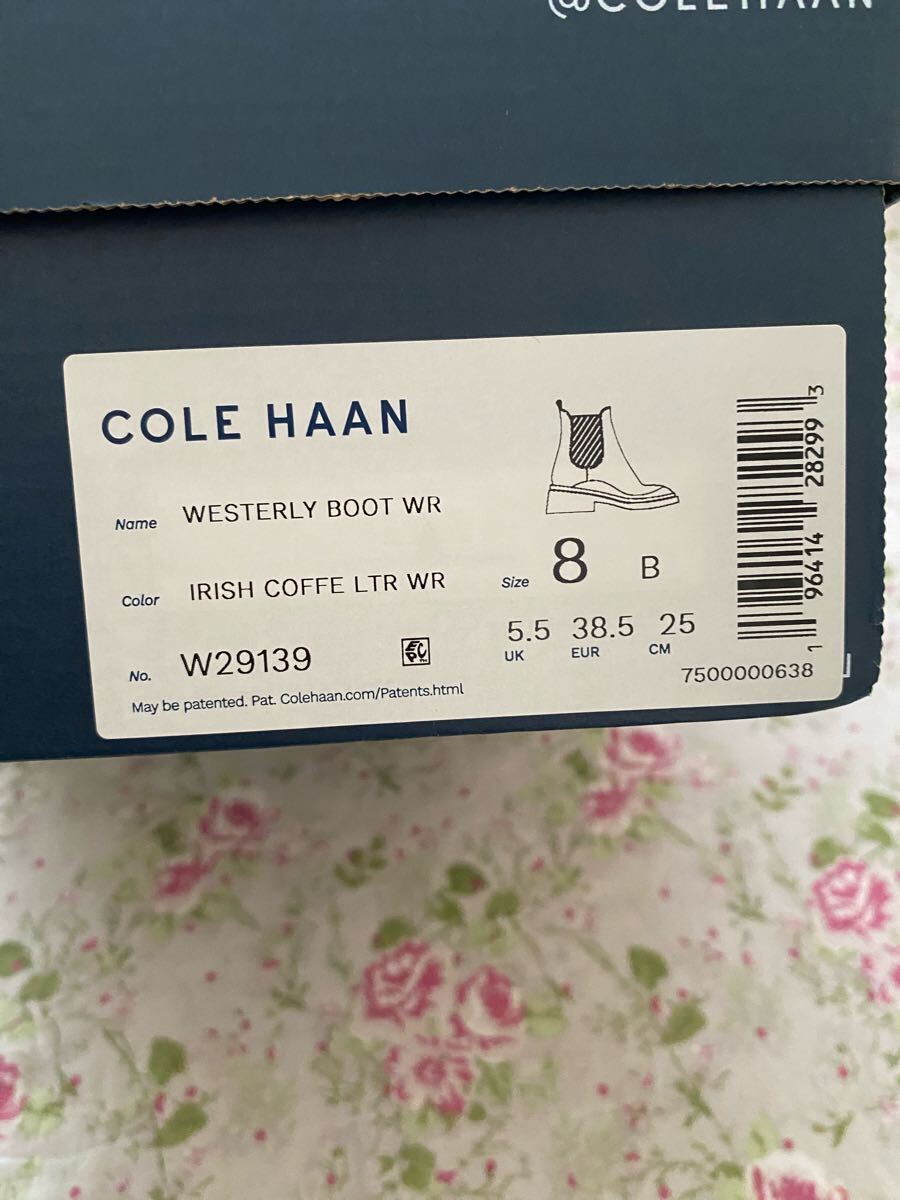 @COLEHAAN
COLE HAAN
Name WESTERLY BOOT WR
Color IRISH COFFE LTR WR
Size 8 B
No. W29139
5.5 38.5 25
UK EUR CM
May be patented. Pat. Colehaan.com/Patents.html
7500000638
1 96414 28299 3